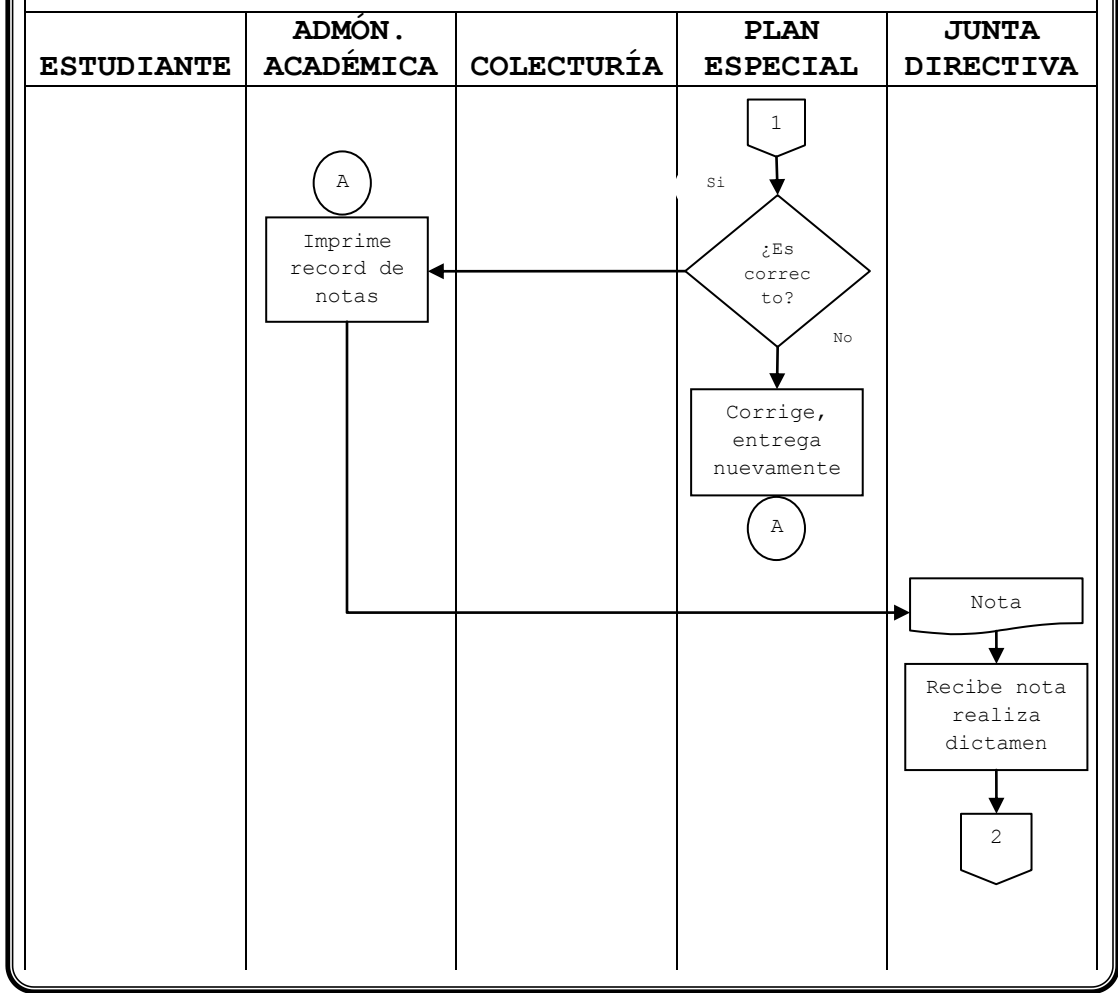 ESTUDIANTE
ADMÓN.
ACADÉMICA
COLECTURÍA
PLAN
ESPECIAL
JUNTA
DIRECTIVA
1
A
Si
Imprime
record de
notas
¿Es
correc
to?
No
Corrige,
entrega
nuevamente
A
Nota
Recibe nota
realiza
dictamen
2